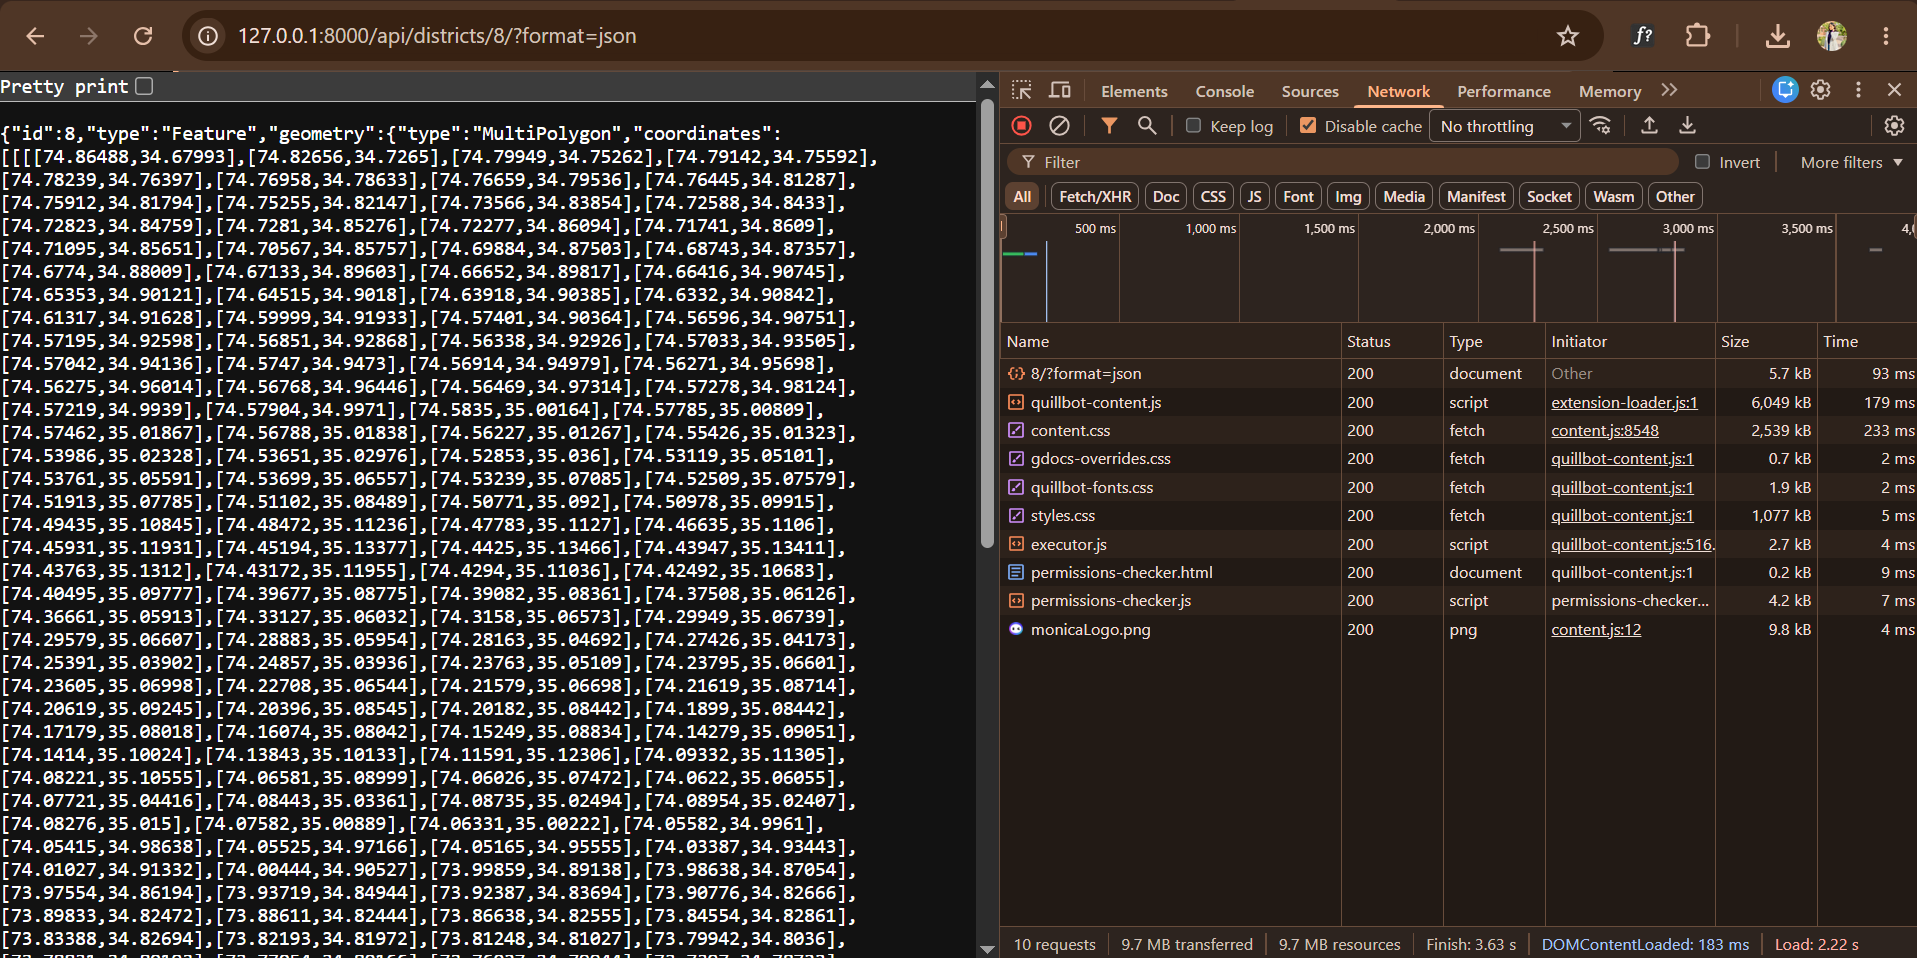 127.0.0.1:8000/api/districts/8/?format=json
f?
Pretty print
{"id":8,"type":"Feature","geometry":{"type":"MultiPolygon","coordinates":
[[[[74.86488,34.67993],[74.82656,34.7265],[74.79949,34.75262],[74.79142,34.75592],
[74.78239,34.76397],[74.76958,34.78633],[74.76659,34.79536],[74.76445,34.81287],
[74.75912,34.81794],[74.75255,34.82147],[74.73566,34.83854],[74.72588,34.8433],
[74.72823,34.84759],[74.7281,34.85276],[74.72277,34.86094],[74.71741,34.8609],
[74.71095,34.85651],[74.70567,34.85757],[74.69884,34.87503],[74.68743,34.87357],
[74.6774,34.88009],[74.67133,34.89603],[74.66652,34.89817],[74.66416,34.90745],
[74.65353,34.90121],[74.64515,34.9018],[74.63918,34.90385],[74.6332,34.90842],
[74.61317,34.91628],[74.59999,34.91933],[74.57401,34.90364],[74.56596,34.90751],
[74.57195,34.92598],[74.56851,34.92868],[74.56338,34.92926],[74.57033,34.93505],
[74.57042,34.94136],[74.5747,34.9473],[74.56914,34.94979],[74.56271,34.95698],
[74.56275,34.96014],[74.56768,34.96446],[74.56469,34.97314],[74.57278,34.98124],
[74.57219,34.9939],[74.57904,34.9971],[74.5835,35.00164],[74.57785,35.00809],
[74.57462,35.01867],[74.56788,35.01838],[74.56227,35.01267],[74.55426,35.01323],
[74.53986,35.02328],[74.53651,35.02976],[74.52853,35.036],[74.53119,35.05101],
[74.53761,35.05591],[74.53699,35.06557],[74.53239,35.07085],[74.52509,35.07579],
[74.51913,35.07785],[74.51102,35.08489],[74.50771,35.092],[74.50978,35.09915],
[74.49435,35.10845],[74.48472,35.11236],[74.47783,35.1127],[74.46635,35.1106],
[74.45931,35.11931],[74.45194,35.13377],[74.4425,35.13466],[74.43947,35.13411],
[74.43763,35.1312],[74.43172,35.11955],[74.4294,35.11036],[74.42492,35.10683],
[74.40495,35.09777],[74.39677,35.08775],[74.39082,35.08361],[74.37508,35.06126],
[74.36661,35.05913],[74.33127,35.06032],[74.3158,35.06573],[74.29949,35.06739],
[74.29579,35.06607],[74.28883,35.05954],[74.28163,35.04692],[74.27426,35.04173],
[74.25391,35.03902],[74.24857,35.03936],[74.23763,35.05109],[74.23795,35.06601],
[74.23605,35.06998],[74.22708,35.06544],[74.21579,35.06698],[74.21619,35.08714],
[74.20619,35.09245],[74.20396,35.08545],[74.20182,35.08442],[74.1899,35.08442],
[74.17179,35.08018],[74.16074,35.08042],[74.15249,35.08834],[74.14279,35.09051],
[74.1414,35.10024],[74.13843,35.10133],[74.11591,35.12306],[74.09332,35.11305],
[74.08221,35.10555],[74.06581,35.08999],[74.06026,35.07472],[74.0622,35.06055],
[74.07721,35.04416],[74.08443,35.03361],[74.08735,35.02494],[74.08954,35.02407],
[74.08276,35.015],[74.07582,35.00889],[74.06331,35.00222],[74.05582,34.9961],
[74.05415,34.98638],[74.05525,34.97166],[74.05165,34.95555],[74.03387,34.93443],
[74.01027,34.91332],[74.00444,34.90527],[73.99859,34.89138],[73.98638,34.87054],
[73.97554,34.86194],[73.93719,34.84944],[73.92387,34.83694],[73.90776,34.82666],
[73.89833,34.82472],[73.88611,34.82444],[73.86638,34.82555],[73.84554,34.82861],
[73.83388,34.82694],[73.82193,34.81972],[73.81248,34.81027],[73.79942,34.8036],
Elements Console Sources Network Performance Memory
Keep log Disable cache No throttling
Filter Invert More filters
All Fetch/XHR Doc CSS JS Font Img Media Manifest Socket Wasm Other
500 ms 1,000 ms 1,500 ms 2,000 ms 2,500 ms 3,000 ms 3,500 ms 4,0
Name Status Type Initiator Size Time
8/?format=json 200 document Other 5.7 kB 93 ms
quillbot-content.js 200 script extension-loader.js:1 6,049 kB 179 ms
content.css 200 fetch content.js:8548 2,539 kB 233 ms
gdocs-overrides.css 200 fetch quillbot-content.js:1 0.7 kB 2 ms
quillbot-fonts.css 200 fetch quillbot-content.js:1 1.9 kB 2 ms
styles.css 200 fetch quillbot-content.js:1 1,077 kB 5 ms
executor.js 200 script quillbot-content.js:516. 2.7 kB 4 ms
permissions-checker.html 200 document quillbot-content.js:1 0.2 kB 9 ms
permissions-checker.js 200 script permissions-checker... 4.2 kB 7 ms
monicaLogo.png 200 png content.js:12 9.8 kB 4 ms
10 requests 9.7 MB transferred 9.7 MB resources Finish: 3.63 s DOMContentLoaded: 183 ms Load: 2.22 s